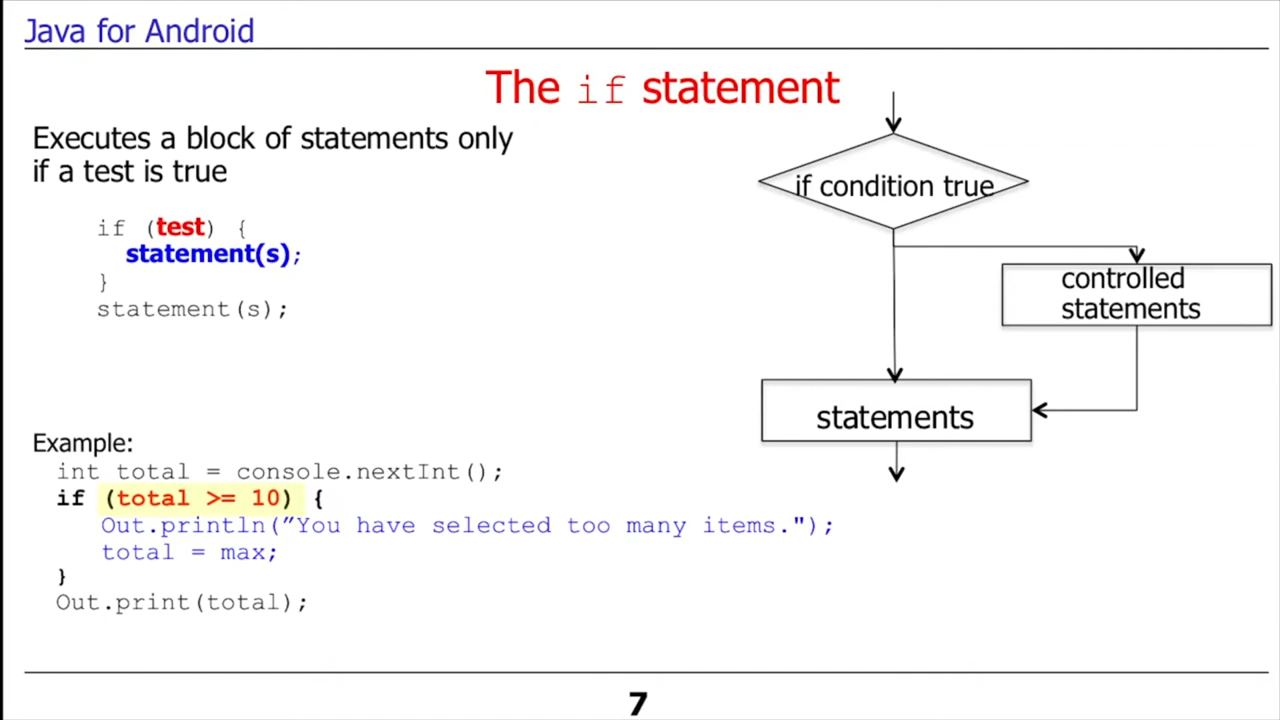 Java for Android
The if statement
Executes a block of statements only
if a test is true
if (test) {
statement(s);
}
statement(s);
if condition true
controlled
statements
statements
Example:
int total = console.nextInt();
if (total >= 10) {
Out.println(”You have selected too many items.");
total = max;
}
Out.print(total);
7